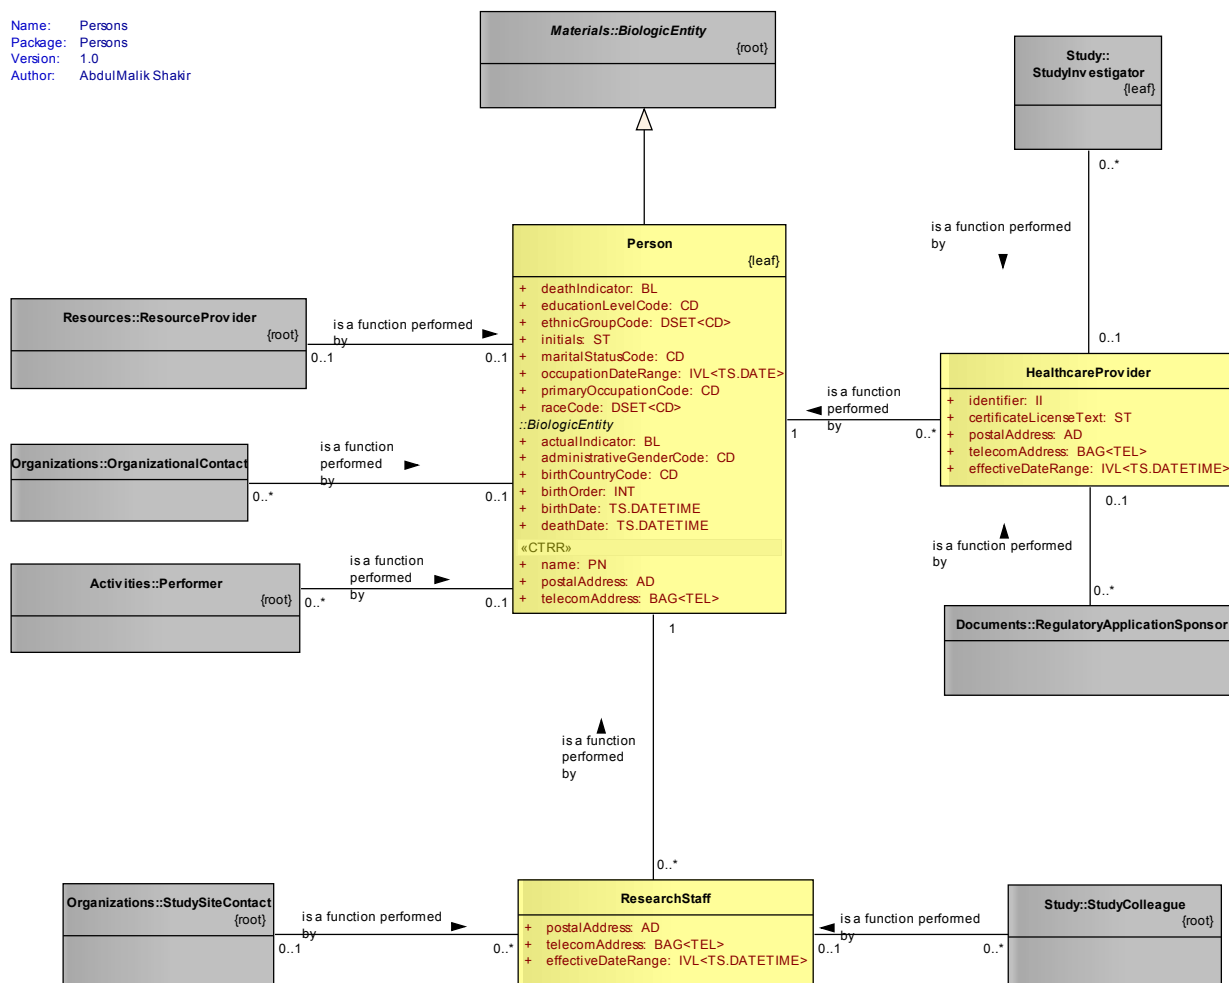 Name: Persons
Package: Persons
Version: 1.0
Author: AbdulMalik Shakir
Materials::BiologicEntity
{root}
Study::
StudyInvestigator
{leaf}
0..*
is a function performed
by
0..1
Person
{leaf}
+ deathIndicator: BL
+ educationLevelCode: CD
+ ethnicGroupCode: DSET<CD>
+ initials: ST
+ maritalStatusCode: CD
+ occupationDateRange: IVL<TS.DATE>
+ primaryOccupationCode: CD
+ raceCode: DSET<CD>
::BiologicEntity
+ actualIndicator: BL
+ administrativeGenderCode: CD
+ birthCountryCode: CD
+ birthOrder: INT
+ birthDate: TS.DATETIME
+ deathDate: TS.DATETIME
«CTRR»
+ name: PN
+ postalAddress: AD
+ telecomAddress: BAG<TEL>
Resources::ResourceProvider
{root}
is a function performed
by
0..1
0..1
HealthcareProvider
+ identifier: II
+ certificateLicenseText: ST
+ postalAddress: AD
+ telecomAddress: BAG<TEL>
+ effectiveDateRange: IVL<TS.DATETIME>
is a function
performed
by
1
0..*
Organizations::OrganizationalContact
is a function
performed
by
0..*
0..1
0..1
is a function performed
by
0..*
Activities::Performer
{root}
is a function
performed
by
0..*
0..1
Documents::RegulatoryApplicationSponsor
1
is a function
performed
by
0..*
Organizations::StudySiteContact
{root}
is a function performed
by
0..1
0..*
ResearchStaff
+ postalAddress: AD
+ telecomAddress: BAG<TEL>
+ effectiveDateRange: IVL<TS.DATETIME>
is a function performed
by
0..1
0..*
Study::StudyColleague
{root}